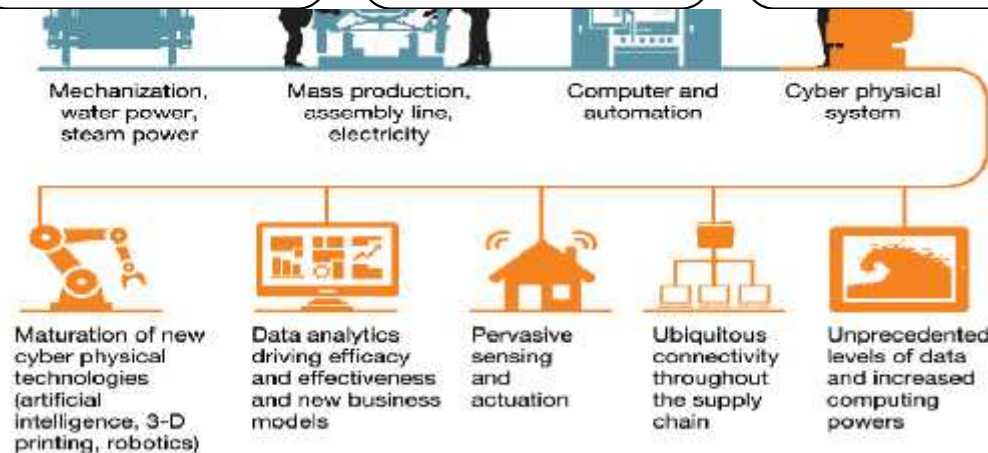 Mechanization,
water power,
steam power
Mass production,
assembly line,
electricity
Computer and
automation
Cyber physical
system
Maturation of new
cyber physical
technologies
(artificial
intelligence, 3-D
printing, robotics)
Data analytics
driving efficacy
and effectiveness
and new business
models
Pervasive
sensing
and
actuation
Ubiquitous
connectivity
throughout
the supply
chain
Unprecedented
levels of data
and increased
computing
powers